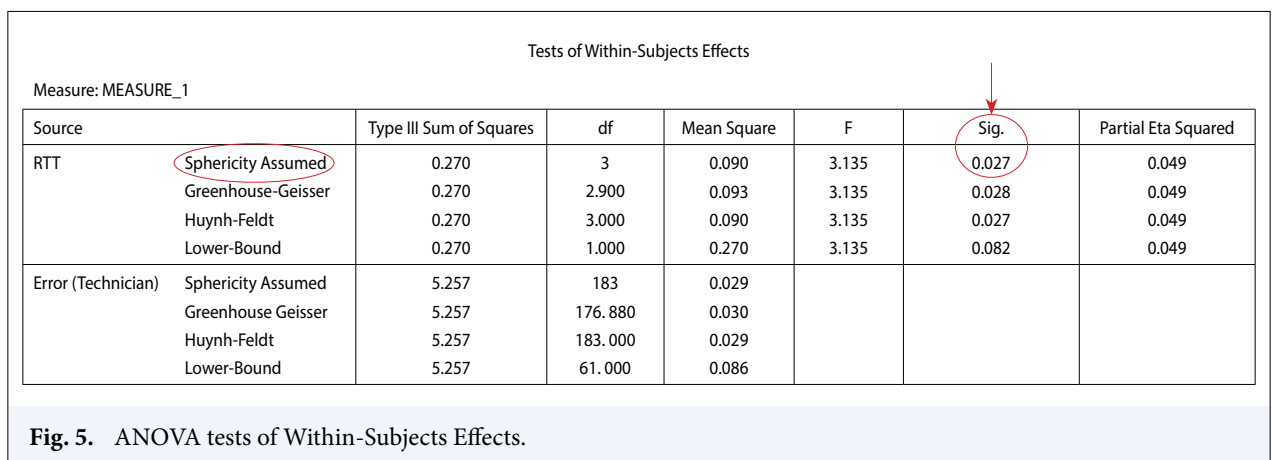 Tests of Within-Subjects Effects
Measure: MEASURE_1
Source Type III Sum of Squares df Mean Square F Sig. Partial Eta Squared
RTT Sphericity Assumed 0.270 3 0.090 3.135 0.027 0.049
Greenhouse-Geisser 0.270 2.900 0.093 3.135 0.028 0.049
Huynh-Feldt 0.270 3.000 0.090 3.135 0.027 0.049
Lower-Bound 0.270 1.000 0.270 3.135 0.082 0.049
Error (Technician) Sphericity Assumed 5.257 183 0.029
Greenhouse Geisser 5.257 176.880 0.030
Huynh-Feldt 5.257 183.000 0.029
Lower-Bound 5.257 61.000 0.086
Fig. 5. ANOVA tests of Within-Subjects Effects.